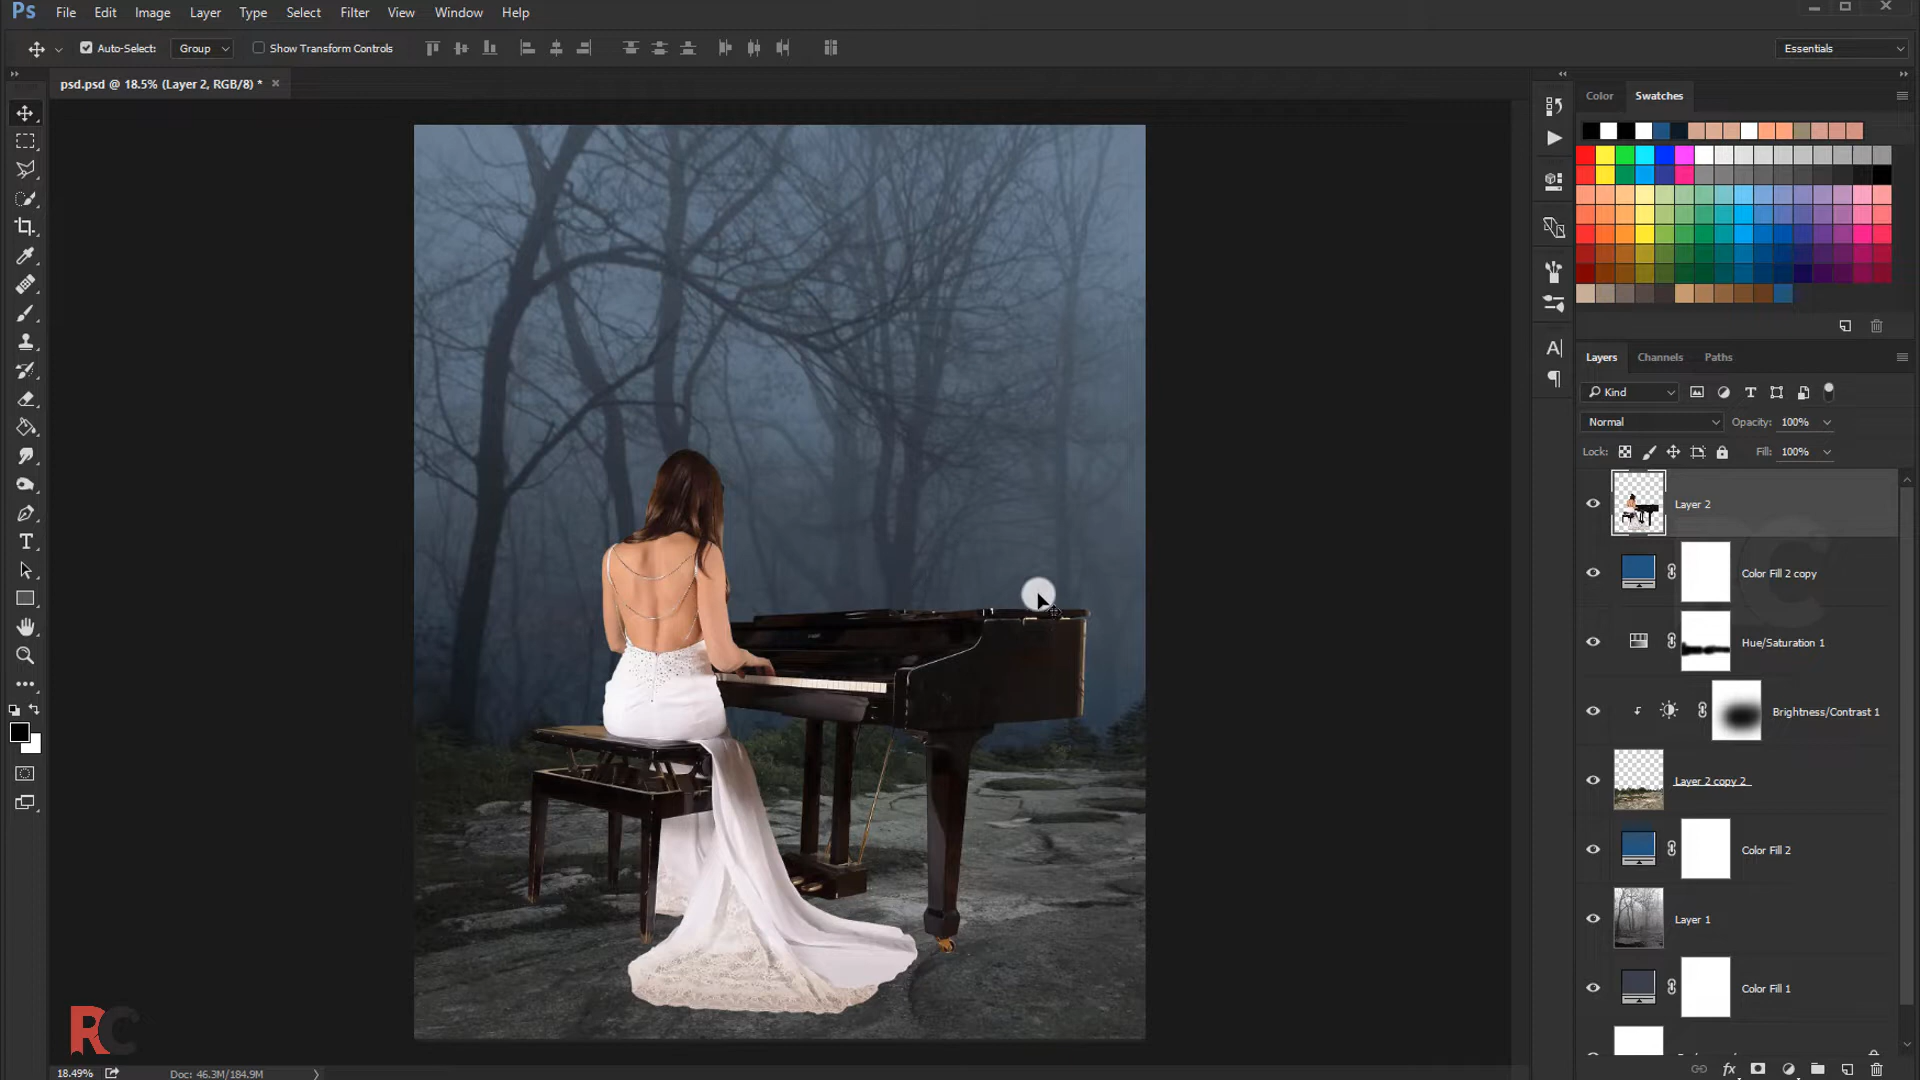 Ps File Edit Image Layer Type Select Filter View Window Help
Auto-Select: Group Show Transform Controls Essentials
psd.psd @ 18.5% (Layer 2, RGB/8) * ×
Color Swatches
Layers Channels Paths
Kind
Normal Opacity: 100%
Lock: Fill: 100%
Layer 2
Color Fill 2 copy
Hue/Saturation 1
Brightness/Contrast 1
Layer 2 copy 2
Color Fill 2
Layer 1
Color Fill 1
RC
18.49% Doc: 46.3M/184.9M
fx